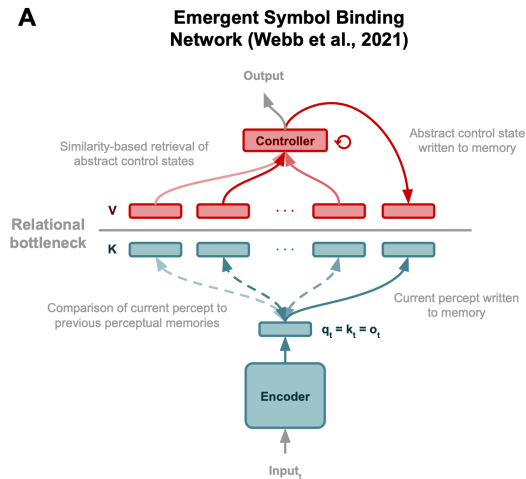 A
Emergent Symbol Binding
Network (Webb et al., 2021)
Output
Controller
Similarity-based retrieval of
abstract control states
Abstract control state
written to memory
V
· · ·
Relational
bottleneck
K
· · ·
Comparison of current percept to
previous perceptual memories
Current percept written
to memory
qt = kt = ot
Encoder
Inputt